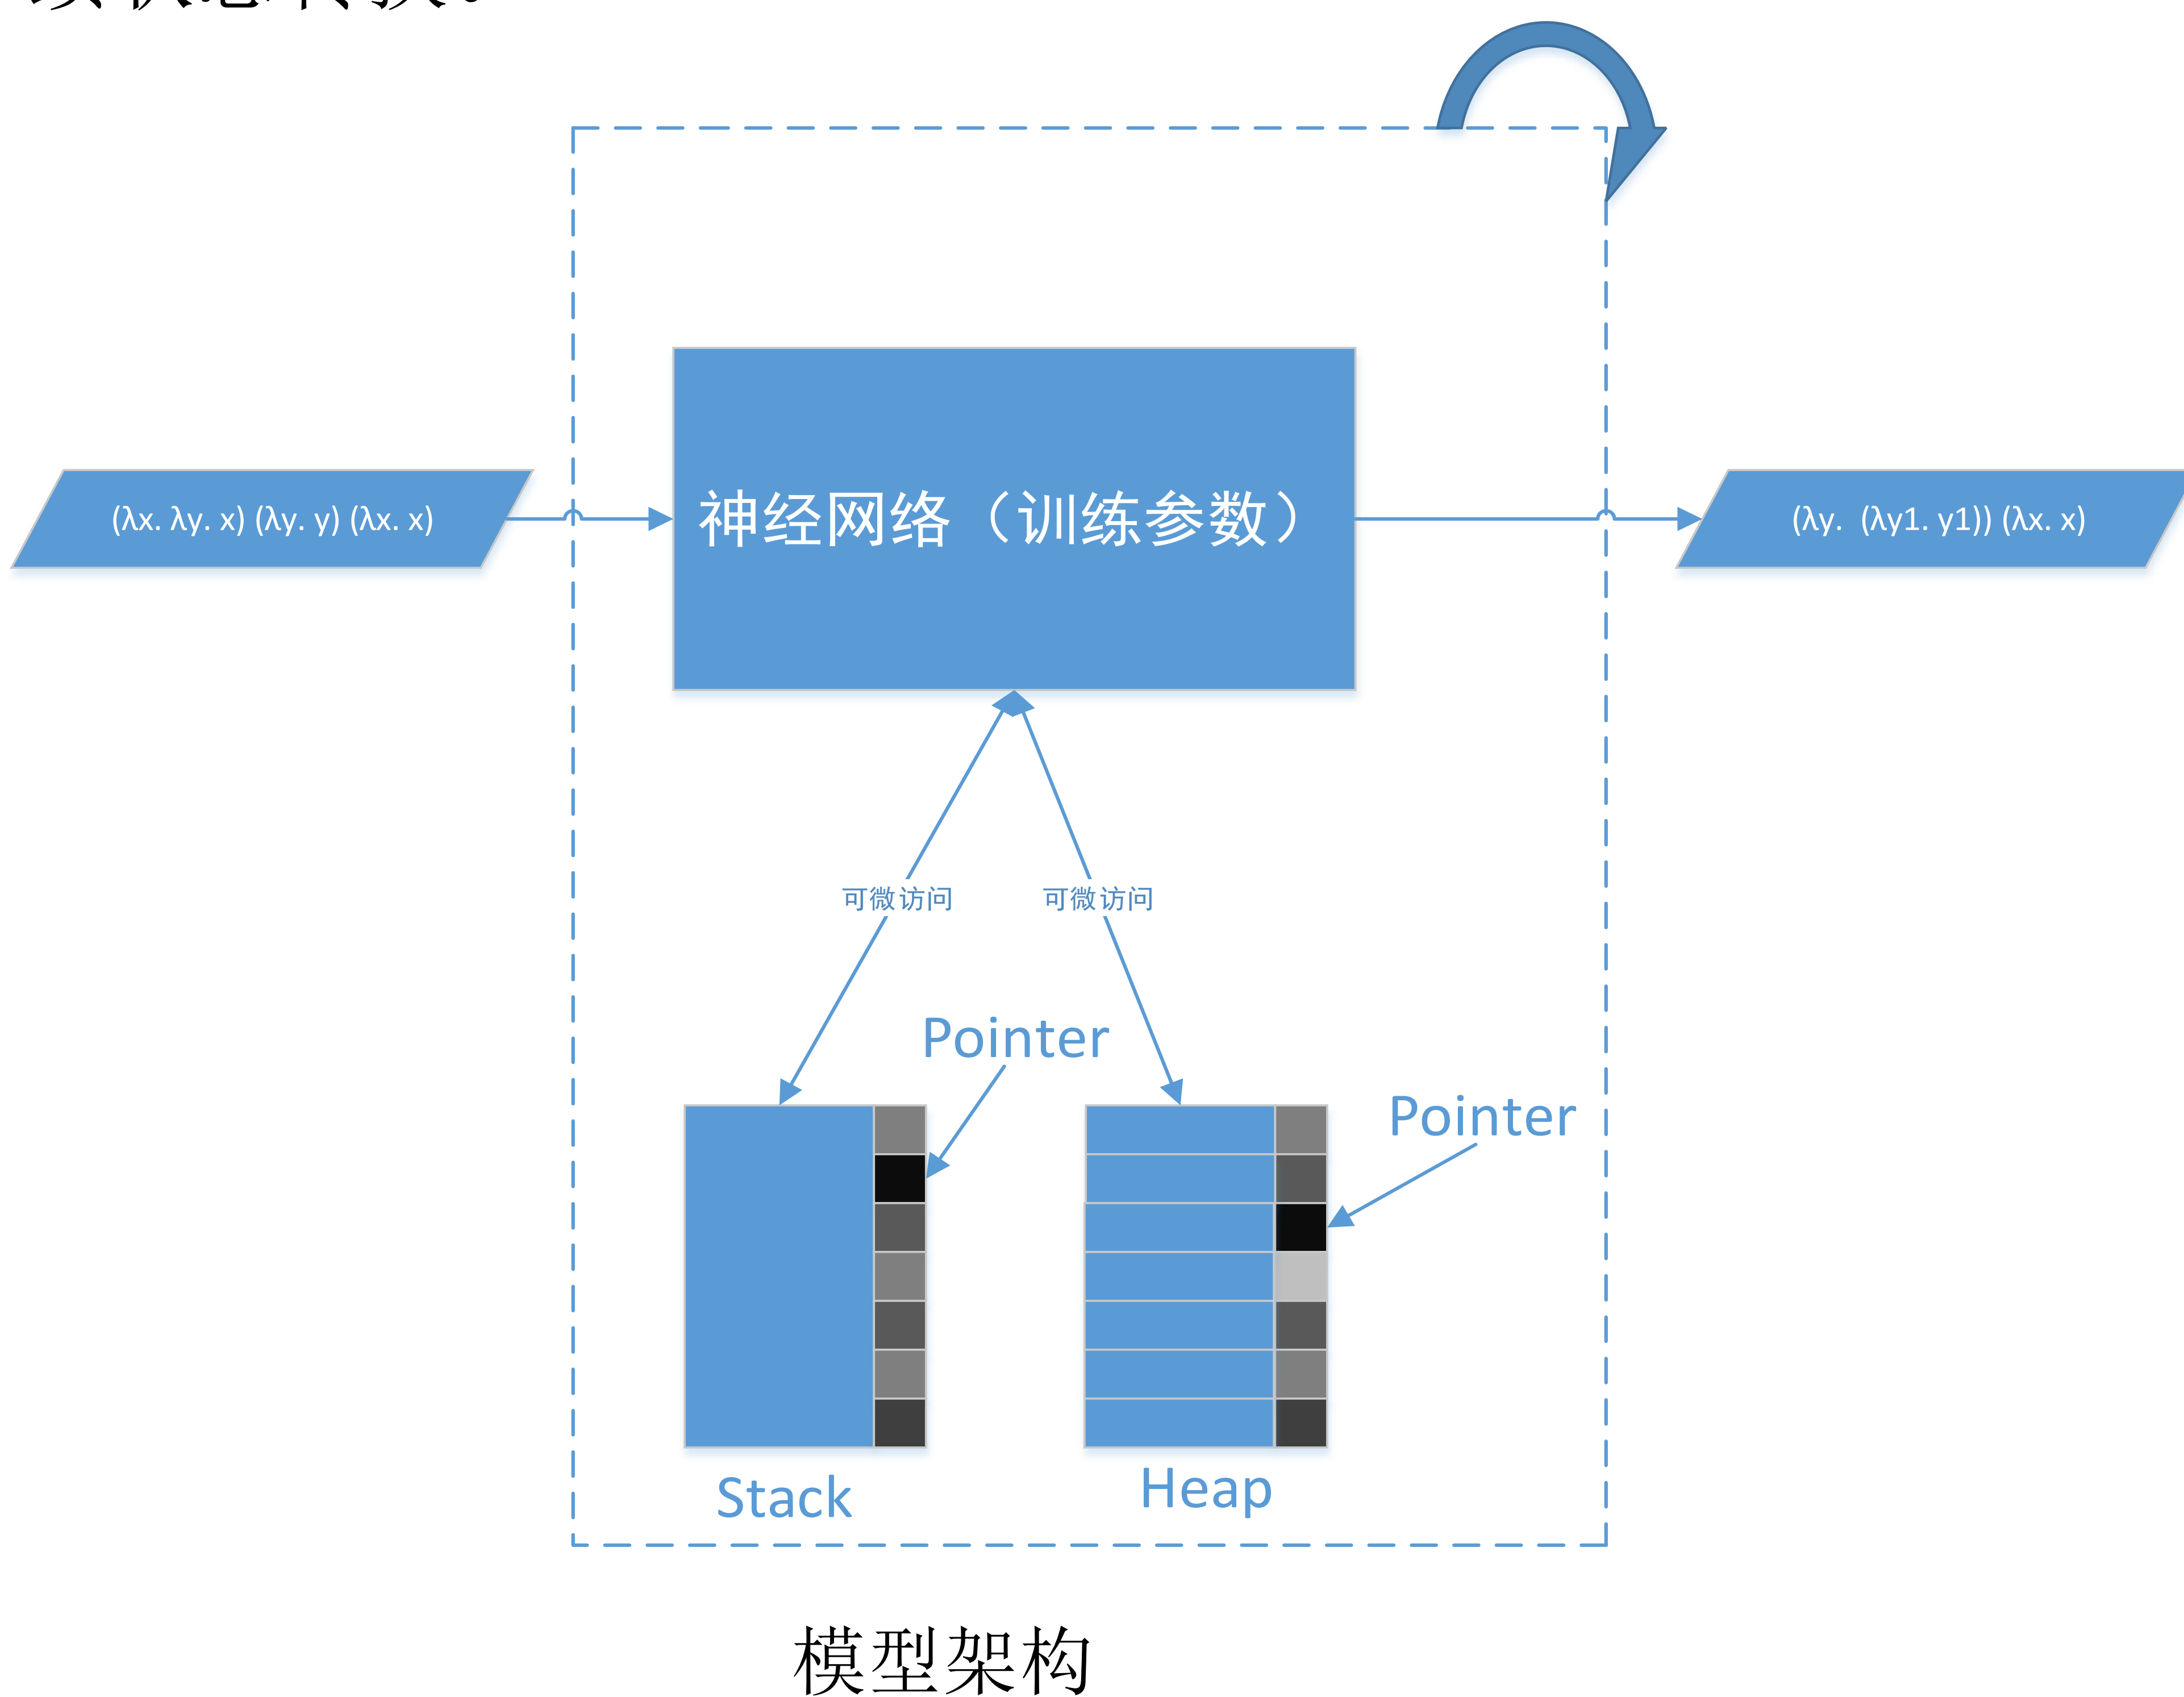 (λx. λy. x) (λy. y) (λx. x)
神经网络（训练参数）
(λy. (λy1. y1)) (λx. x)
可微访问
可微访问
Pointer
Pointer
Stack
Heap
模型架构